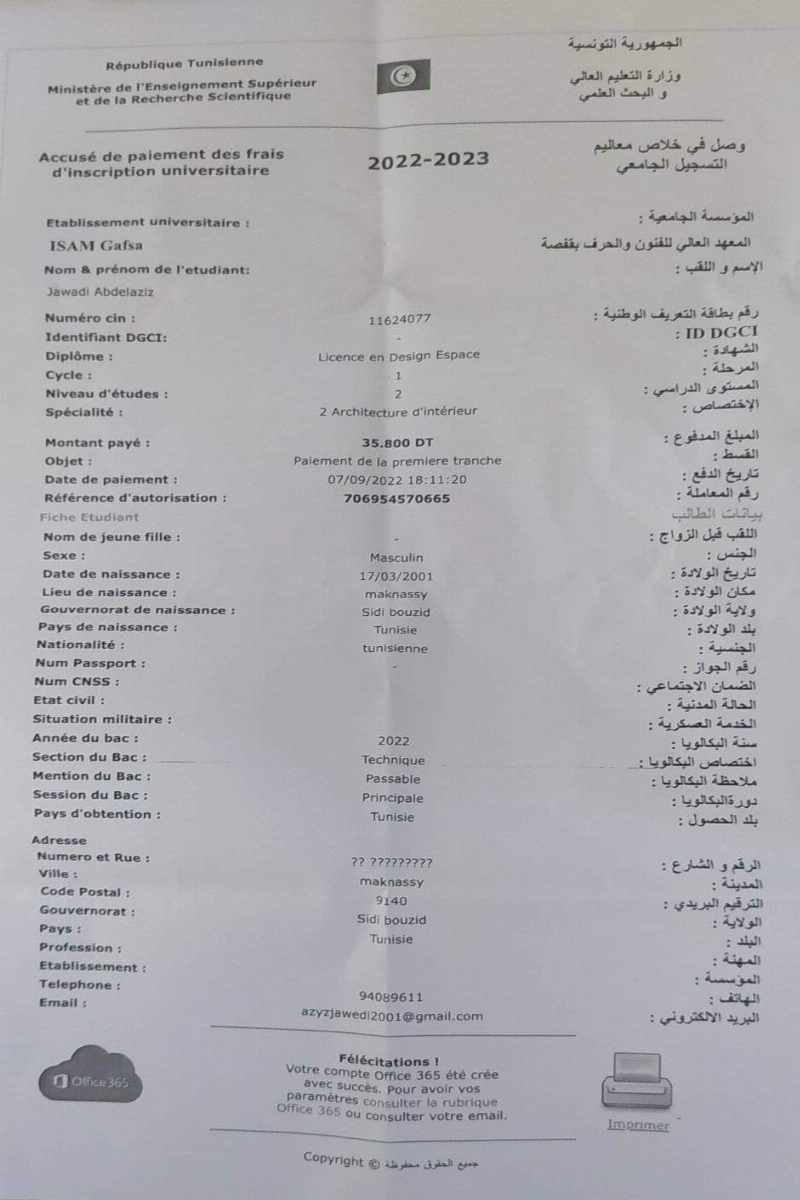 République Tunisienne
Ministère de l'Enseignement Supérieur
et de la Recherche Scientifique
الجمهورية التونسية
وزارة التعليم العالي
و البحث العلمي
Accusé de paiement des frais
d'inscription universitaire
2022-2023
وصل في خلاص معاليم
التسجيل الجامعي
Etablissement universitaire : المؤسسة الجامعية :
ISAM Gafsa المعهد العالي للفنون والحرف بقفصة
Nom & prénom de l'etudiant: الإسم و اللقب :
Jawadi Abdelaziz
Numéro cin : 11624077 رقم بطاقة التعريف الوطنية :
Identifiant DGCI: - ID DGCI :
Diplôme : Licence en Design Espace الشهادة :
Cycle : 1 المرحلة :
Niveau d'études : 2 المستوى الدراسي :
Spécialité : 2 Architecture d'intérieur الإختصاص :
Montant payé : 35.800 DT المبلغ المدفوع :
Objet : Paiement de la premiere tranche القسط :
Date de paiement : 07/09/2022 18:11:20 تاريخ الدفع :
Référence d'autorisation : 706954570665 رقم المعاملة :
Fiche Etudiant بيانات الطالب
Nom de jeune fille : - اللقب قبل الزواج :
Sexe : Masculin الجنس :
Date de naissance : 17/03/2001 تاريخ الولادة :
Lieu de naissance : maknassy مكان الولادة :
Gouvernorat de naissance : Sidi bouzid ولاية الولادة :
Pays de naissance : Tunisie بلد الولادة :
Nationalité : tunisienne الجنسية :
Num Passport : - رقم الجواز :
Num CNSS : الضمان الاجتماعي :
Etat civil : الحالة المدنية :
Situation militaire : الخدمة العسكرية :
Année du bac : 2022 سنة البكالويا :
Section du Bac : Technique اختصاص البكالويا :
Mention du Bac : Passable ملاحظة البكالويا :
Session du Bac : Principale دورةالبكالويا :
Pays d'obtention : Tunisie بلد الحصول :
Adresse
Numero et Rue : ?? ????????? الرقم و الشارع :
Ville : maknassy المدينة :
Code Postal : 9140 الترقيم البريدي :
Gouvernorat : Sidi bouzid الولاية :
Pays : Tunisie البلد :
Profession : المهنة :
Etablissement : المؤسسة :
Telephone : 94089611 الهاتف :
Email : azyzjawedi2001@gmail.com البريد الالكتروني :
Office 365
Félécitations !
Votre compte Office 365 été crée
avec succès. Pour avoir vos
paramètres consulter la rubrique
Office 365 ou consulter votre email.
Imprimer
Copyright © جميع الحقوق محفوظة